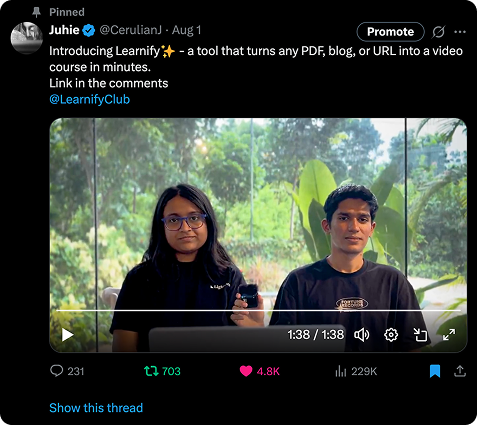 Pinned
Juhie @CerulianJ · Aug 1
Promote
Introducing Learnify✨ - a tool that turns any PDF, blog, or URL into a video
course in minutes.
Link in the comments
@LearnifyClub
FORTUNE
RECORDS
1:38 / 1:38
231 703 4.8K 229K
Show this thread